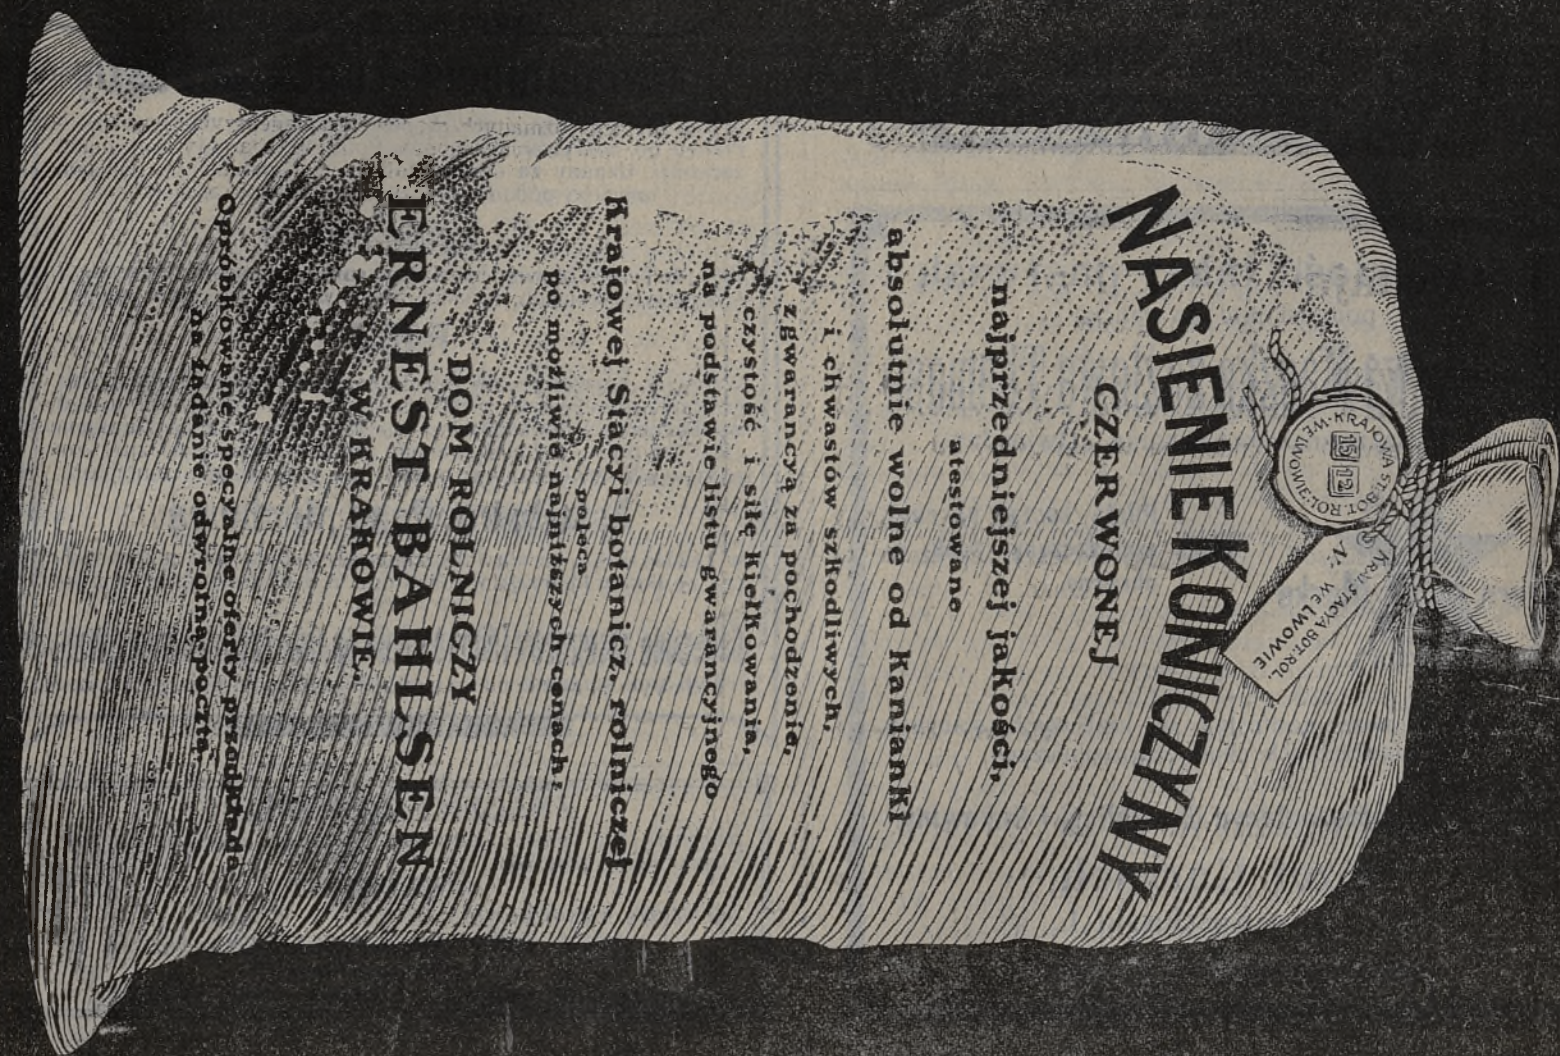 KRAJOWA ST. BOT. ROL. WE LWOWIE
15 12
KRAJ. STACYA BOT. ROL.
Nr. WE LWOWIE
NASIENIE KONICZYNY
CZERWONEJ
najprzedniejszej jakości,
atestowane
absolutnie wolne od kanianki
i chwastów szkodliwych,
z gwarancyą za pochodzenie,
czystość i siłę kiełkowania,
na podstawie listu gwarancyjnego
Krajowej Stacyi botanicz. rolniczej
poleca
po możliwie najniższych cenach:
DOM ROLNICZY
ERNEST BAHLSEN
W KRAKOWIE.
Opróbkowane specyalne oferty przedkłada
na żądanie odwrotną pocztą.